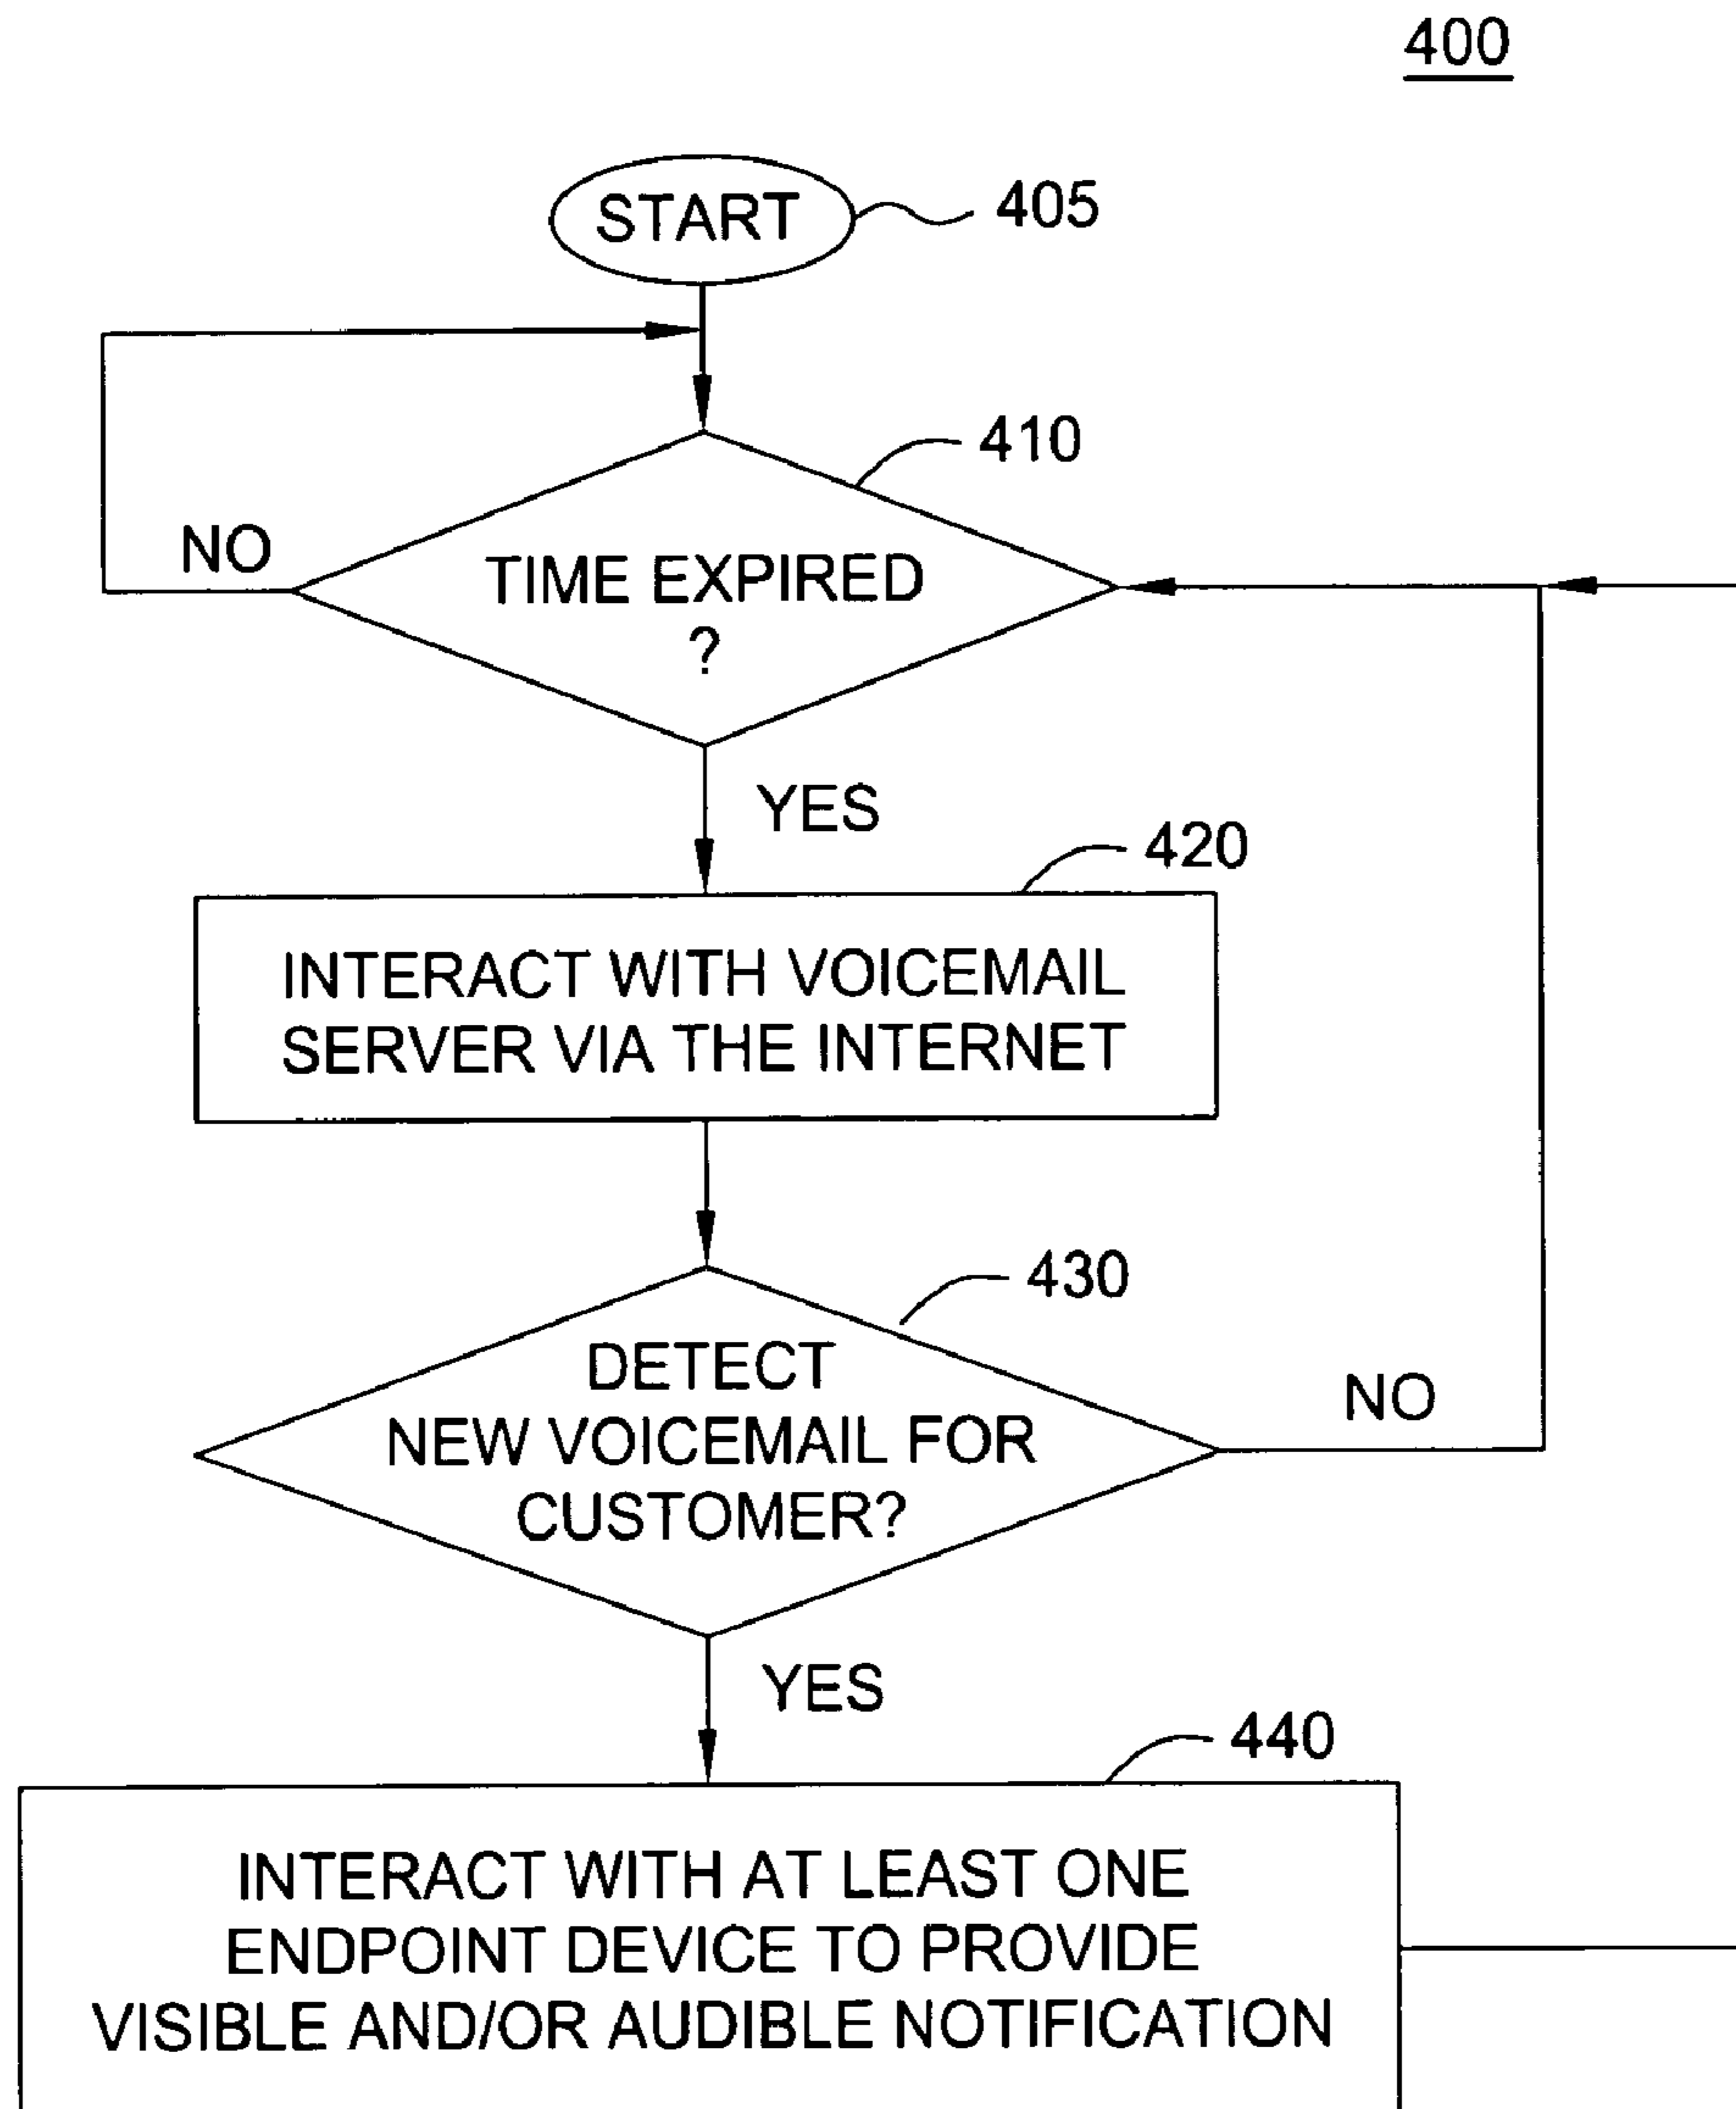 400
START
405
410
NO
TIME EXPIRED
?
YES
420
INTERACT WITH VOICEMAIL
SERVER VIA THE INTERNET
430
DETECT
NEW VOICEMAIL FOR
CUSTOMER?
NO
YES
440
INTERACT WITH AT LEAST ONE
ENDPOINT DEVICE TO PROVIDE
VISIBLE AND/OR AUDIBLE NOTIFICATION